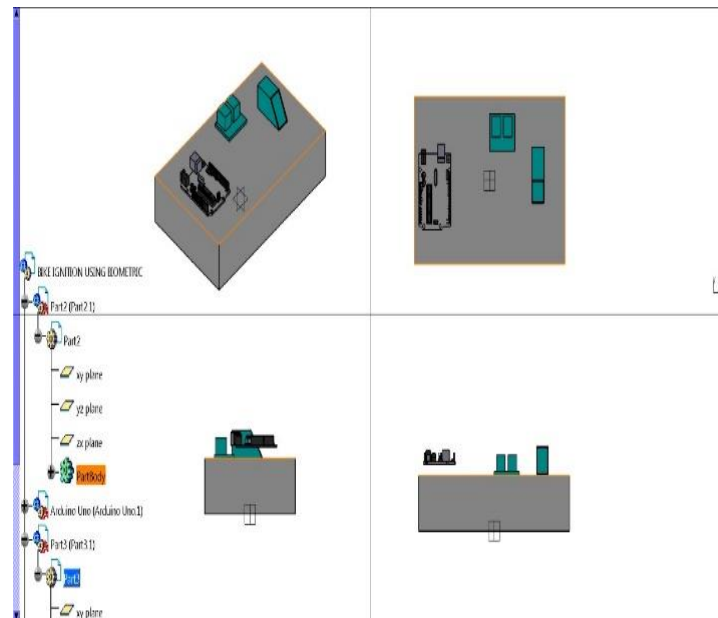 BIKE IGNITION USING BIOMETRIC
Part2 (Part2.1)
Part2
xy plane
yz plane
zx plane
PartBody
Arduino Uno (Arduino Uno.1)
Part3 (Part3.1)
Part3
xy plane